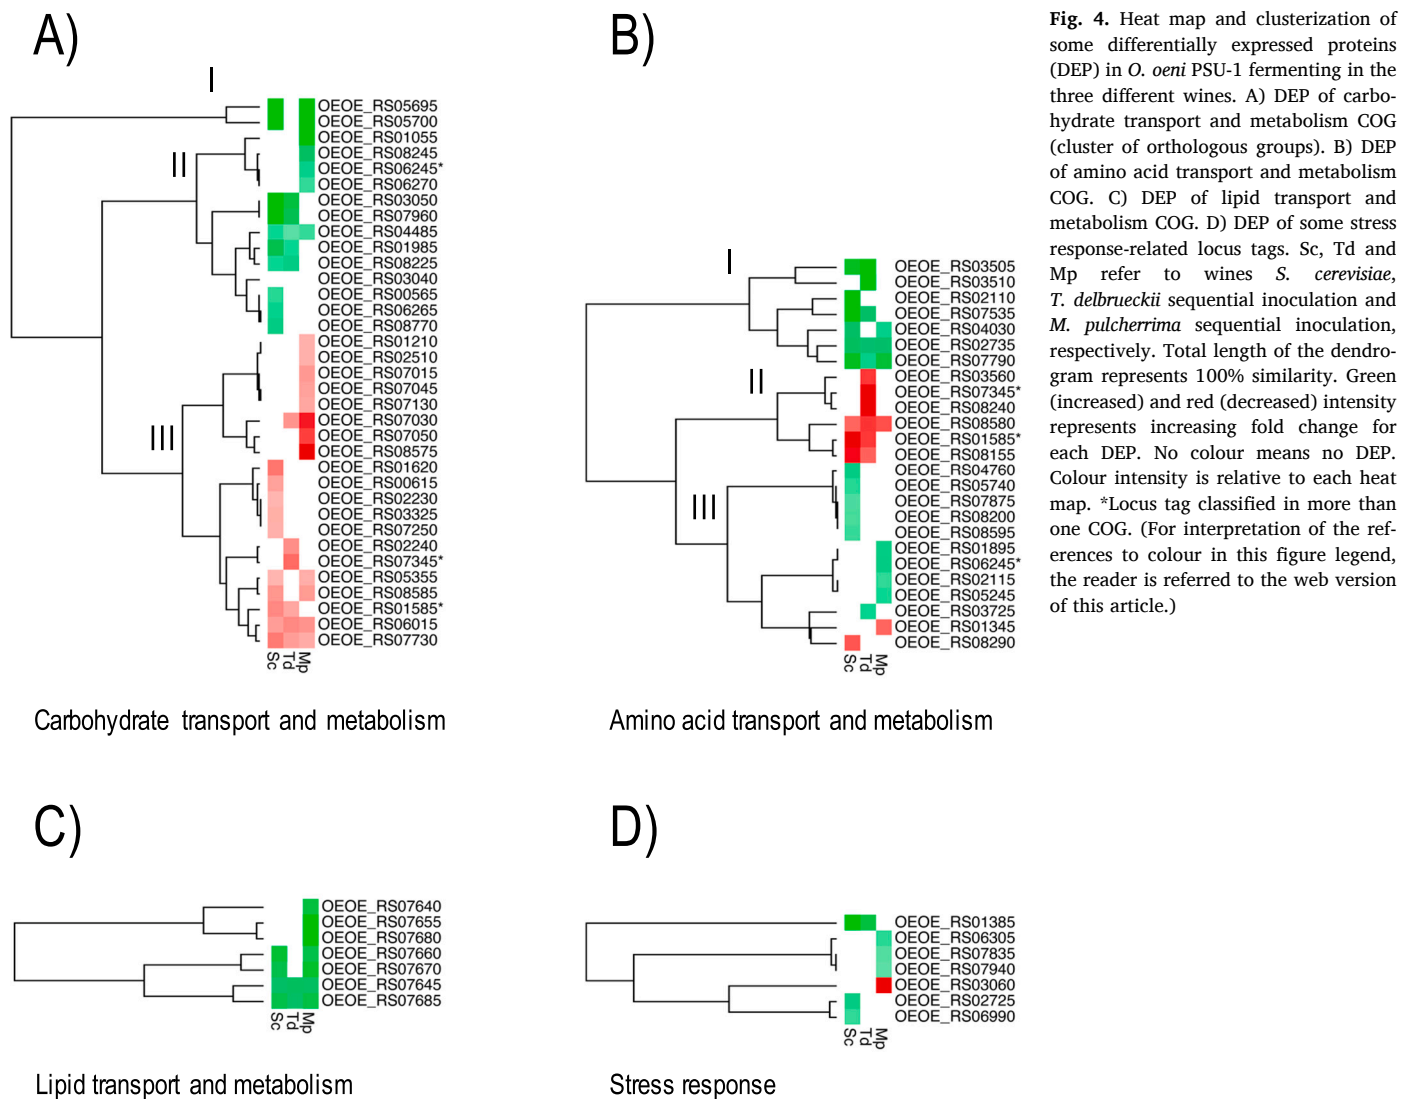 A)
I
II
III
OEOE_RS05695
OEOE_RS05700
OEOE_RS01055
OEOE_RS08245
OEOE_RS06245*
OEOE_RS06270
OEOE_RS03050
OEOE_RS07960
OEOE_RS04485
OEOE_RS01985
OEOE_RS08225
OEOE_RS03040
OEOE_RS00565
OEOE_RS06265
OEOE_RS08770
OEOE_RS01210
OEOE_RS02510
OEOE_RS07015
OEOE_RS07045
OEOE_RS07130
OEOE_RS07030
OEOE_RS07050
OEOE_RS08575
OEOE_RS01620
OEOE_RS00615
OEOE_RS02230
OEOE_RS03325
OEOE_RS07250
OEOE_RS02240
OEOE_RS07345*
OEOE_RS05355
OEOE_RS08585
OEOE_RS01585*
OEOE_RS06015
OEOE_RS07730
Sc
Td
Mp
Carbohydrate transport and metabolism
B)
I
II
III
OEOE_RS03505
OEOE_RS03510
OEOE_RS02110
OEOE_RS07535
OEOE_RS04030
OEOE_RS02735
OEOE_RS07790
OEOE_RS03560
OEOE_RS07345*
OEOE_RS08240
OEOE_RS08580
OEOE_RS01585*
OEOE_RS08155
OEOE_RS04760
OEOE_RS05740
OEOE_RS07875
OEOE_RS08200
OEOE_RS08595
OEOE_RS01895
OEOE_RS06245*
OEOE_RS02115
OEOE_RS05245
OEOE_RS03725
OEOE_RS01345
OEOE_RS08290
Sc
Td
Mp
Amino acid transport and metabolism
Fig. 4. Heat map and clusterization of
some differentially expressed proteins
(DEP) in O. oeni PSU-1 fermenting in the
three different wines. A) DEP of carbo-
hydrate transport and metabolism COG
(cluster of orthologous groups). B) DEP
of amino acid transport and metabolism
COG. C) DEP of lipid transport and
metabolism COG. D) DEP of some stress
response-related locus tags. Sc, Td and
Mp refer to wines S. cerevisiae,
T. delbrueckii sequential inoculation and
M. pulcherrima sequential inoculation,
respectively. Total length of the dendro-
gram represents 100% similarity. Green
(increased) and red (decreased) intensity
represents increasing fold change for
each DEP. No colour means no DEP.
Colour intensity is relative to each heat
map. *Locus tag classified in more than
one COG. (For interpretation of the ref-
erences to colour in this figure legend,
the reader is referred to the web version
of this article.)
C)
OEOE_RS07640
OEOE_RS07655
OEOE_RS07680
OEOE_RS07660
OEOE_RS07670
OEOE_RS07645
OEOE_RS07685
Sc
Td
Mp
Lipid transport and metabolism
D)
OEOE_RS01385
OEOE_RS06305
OEOE_RS07835
OEOE_RS07940
OEOE_RS03060
OEOE_RS02725
OEOE_RS06990
Sc
Td
Mp
Stress response